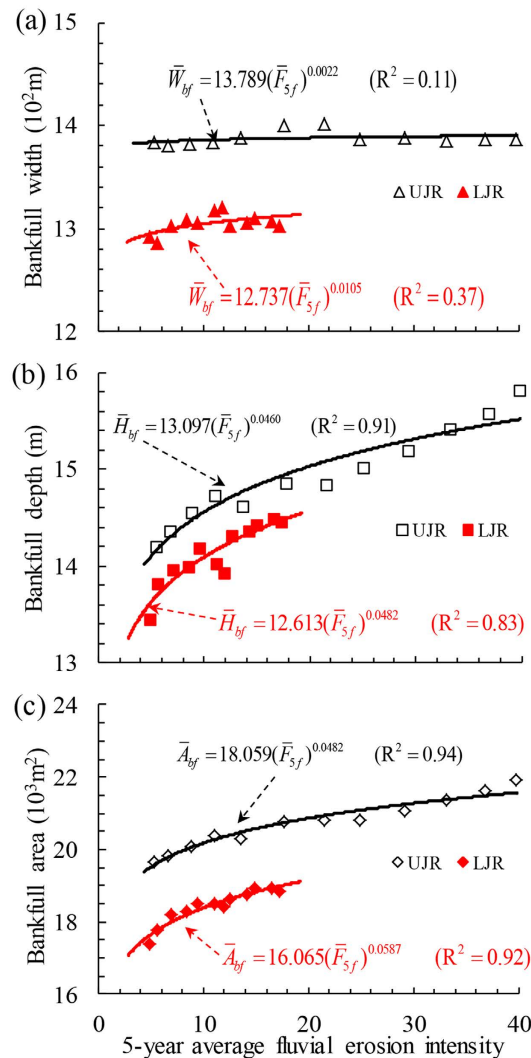 (a)
15
14
13
12
Bankfull width (10²m)
W̄bf=13.789(F̄5f)^0.0022 (R²=0.11)
UJR LJR
W̄bf=12.737(F̄5f)^0.0105 (R²=0.37)
(b)
16
15
14
13
Bankfull depth (m)
H̄bf=13.097(F̄5f)^0.0460 (R²=0.91)
UJR LJR
H̄bf=12.613(F̄5f)^0.0482 (R²=0.83)
(c)
24
22
20
18
16
Bankfull area (10³m²)
Ābf=18.059(F̄5f)^0.0482 (R²=0.94)
UJR LJR
Ābf=16.065(F̄5f)^0.0587 (R²=0.92)
0 10 20 30 40
5-year average fluvial erosion intensity